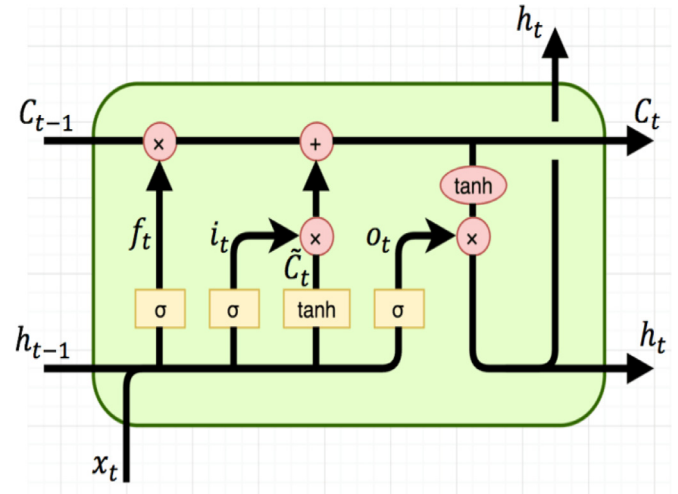 h_t
C_{t-1}
C_t
×
+
tanh
f_t
i_t
×
o_t
×
C̃_t
σ
σ
tanh
σ
h_{t-1}
h_t
x_t